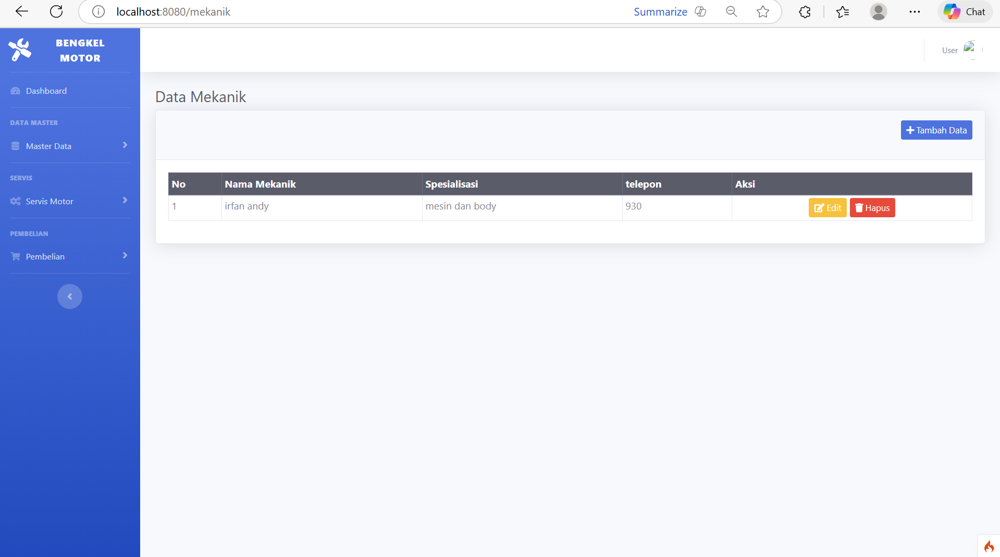 localhost:8080/mekanik
Summarize
Chat
BENGKEL
MOTOR
User
Dashboard
DATA MASTER
Master Data
SERVIS
Servis Motor
PEMBELIAN
Pembelian
Data Mekanik
Tambah Data
No Nama Mekanik Spesialisasi telepon Aksi
1 irfan andy mesin dan body 930 Edit Hapus